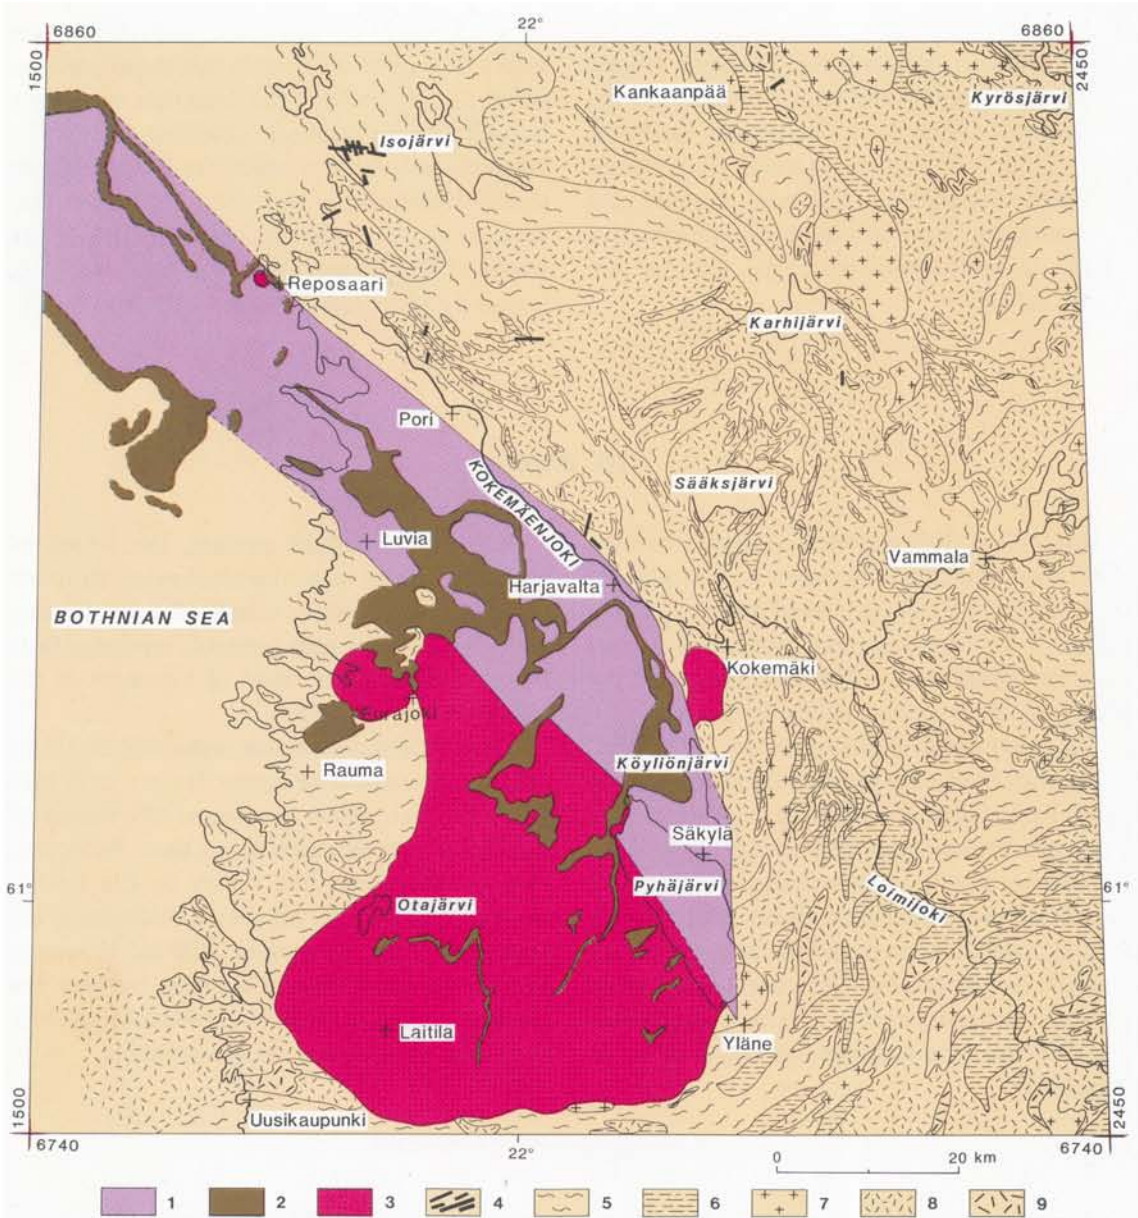 6860 22° 6860
1500 2450
Kankaanpää
Kyrösjärvi
Isojärvi
Reposaari
Karhijärvi
Pori
KOKEMÄENJOKI
Sääksjärvi
Luvia
Vammala
Harjavalta
BOTHNIAN SEA
Kokemäki
Eurajoki
Köyliönjärvi
Rauma
Säkylä
61° Pyhäjärvi Loimijoki 61°
Otajärvi
Laitila
Yläne
1500 2450
Uusikaupunki
6740 22° 6740
0 20 km
1 2 3 4 5 6 7 8 9